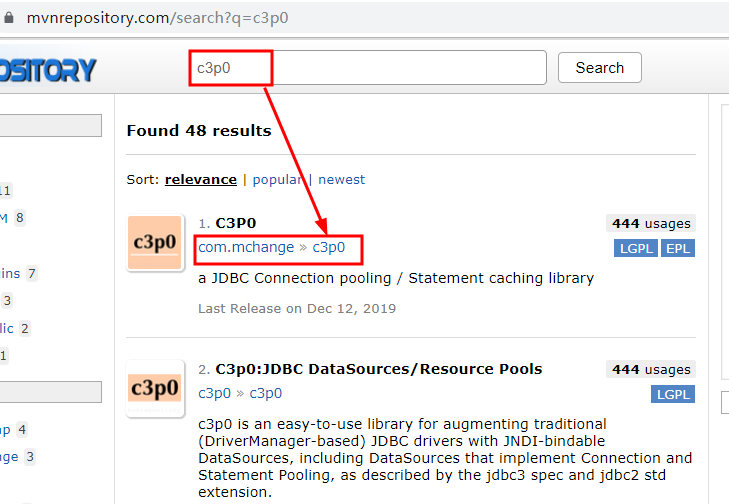 mvnrepository.com/search?q=c3p0
OSITORY
c3p0
Search
Found 48 results
Sort: relevance | popular | newest
11
M 8
ins 7
3
lic 2
1
np 4
nge 3
c3p0
1. C3P0
444 usages
com.mchange » c3p0
LGPL EPL
a JDBC Connection pooling / Statement caching library
Last Release on Dec 12, 2019
c3p0
2. C3p0:JDBC DataSources/Resource Pools
444 usages
c3p0 » c3p0
LGPL
c3p0 is an easy-to-use library for augmenting traditional
(DriverManager-based) JDBC drivers with JNDI-bindable
DataSources, including DataSources that implement Connection and
Statement Pooling, as described by the jdbc3 spec and jdbc2 std
extension.